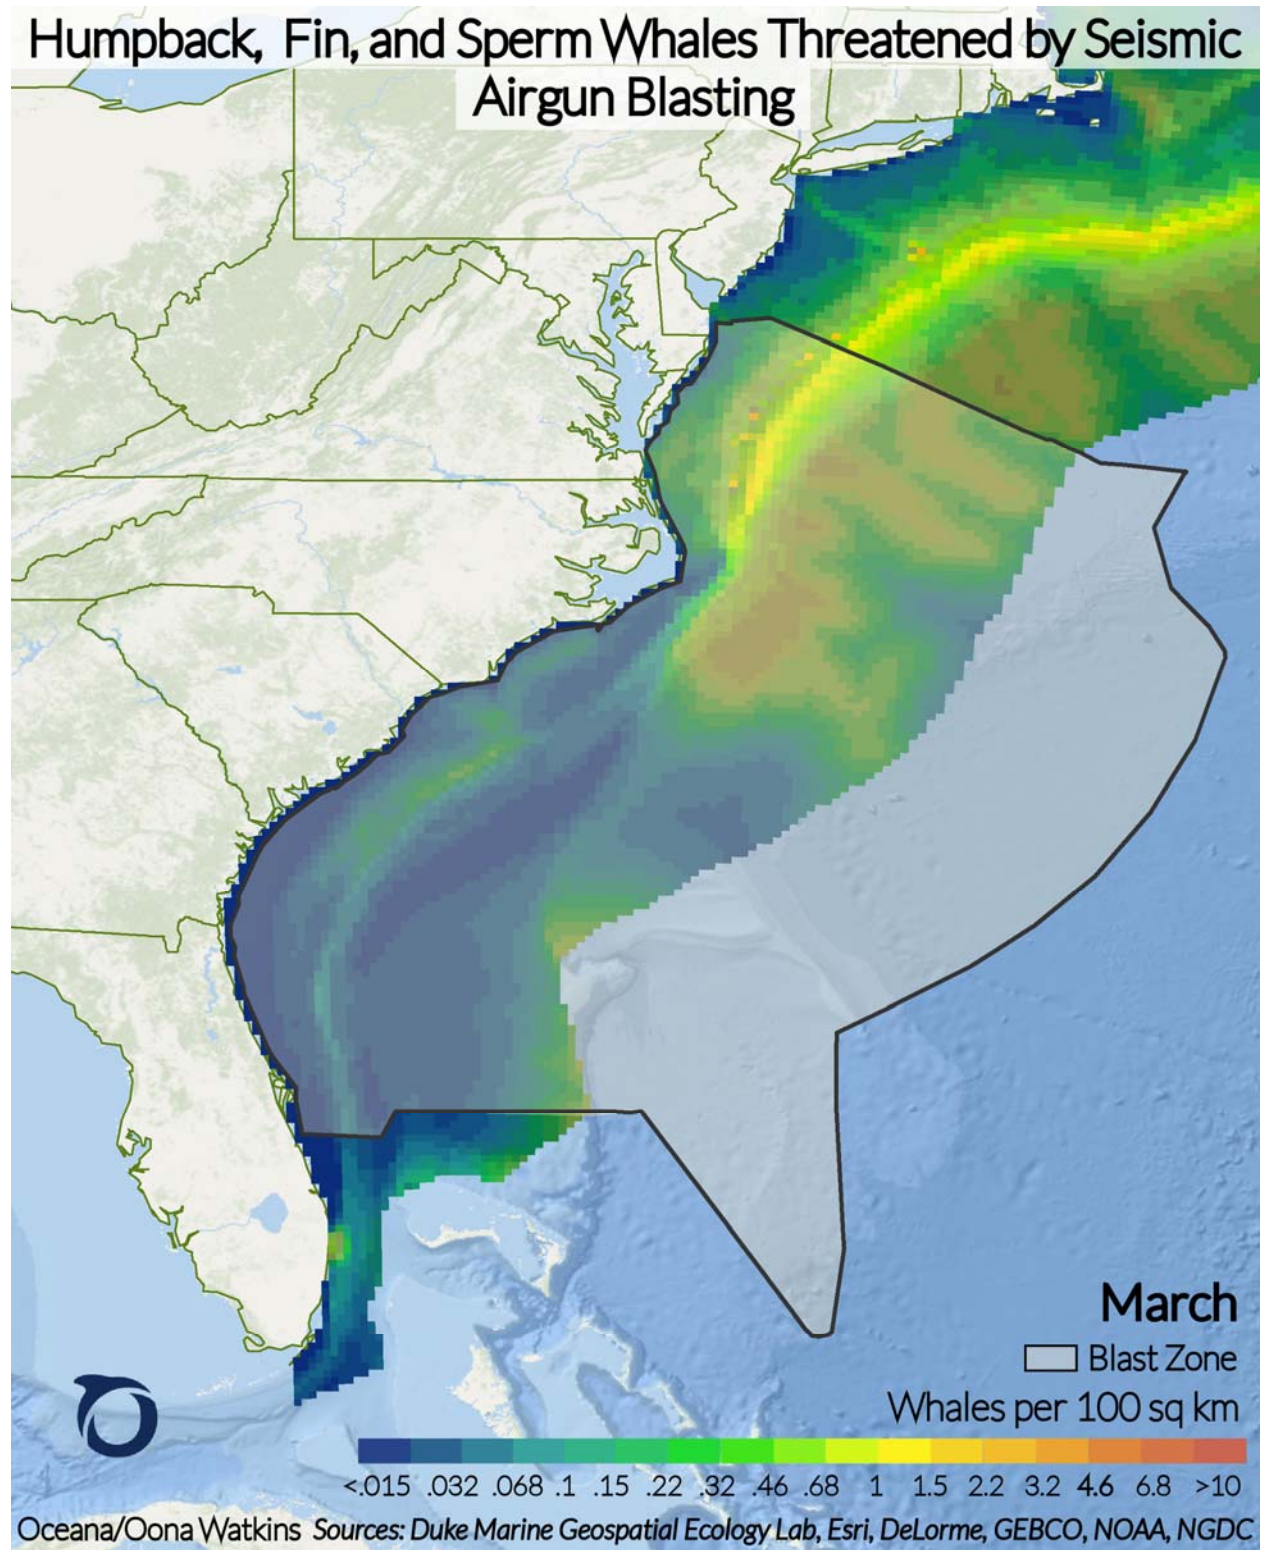 Humpback, Fin, and Sperm Whales Threatened by Seismic
Airgun Blasting
March
Blast Zone
Whales per 100 sq km
<.015 .032 .068 .1 .15 .22 .32 .46 .68 1 1.5 2.2 3.2 4.6 6.8 >10
Oceana/Oona Watkins Sources: Duke Marine Geospatial Ecology Lab, Esri, DeLorme, GEBCO, NOAA, NGDC